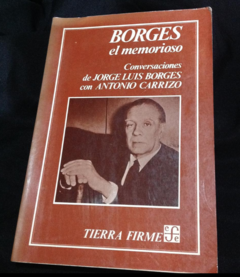 BORGES
el memorioso
Conversaciones
de JORGE LUIS BORGES
con ANTONIO CARRIZO
TIERRA FIRME